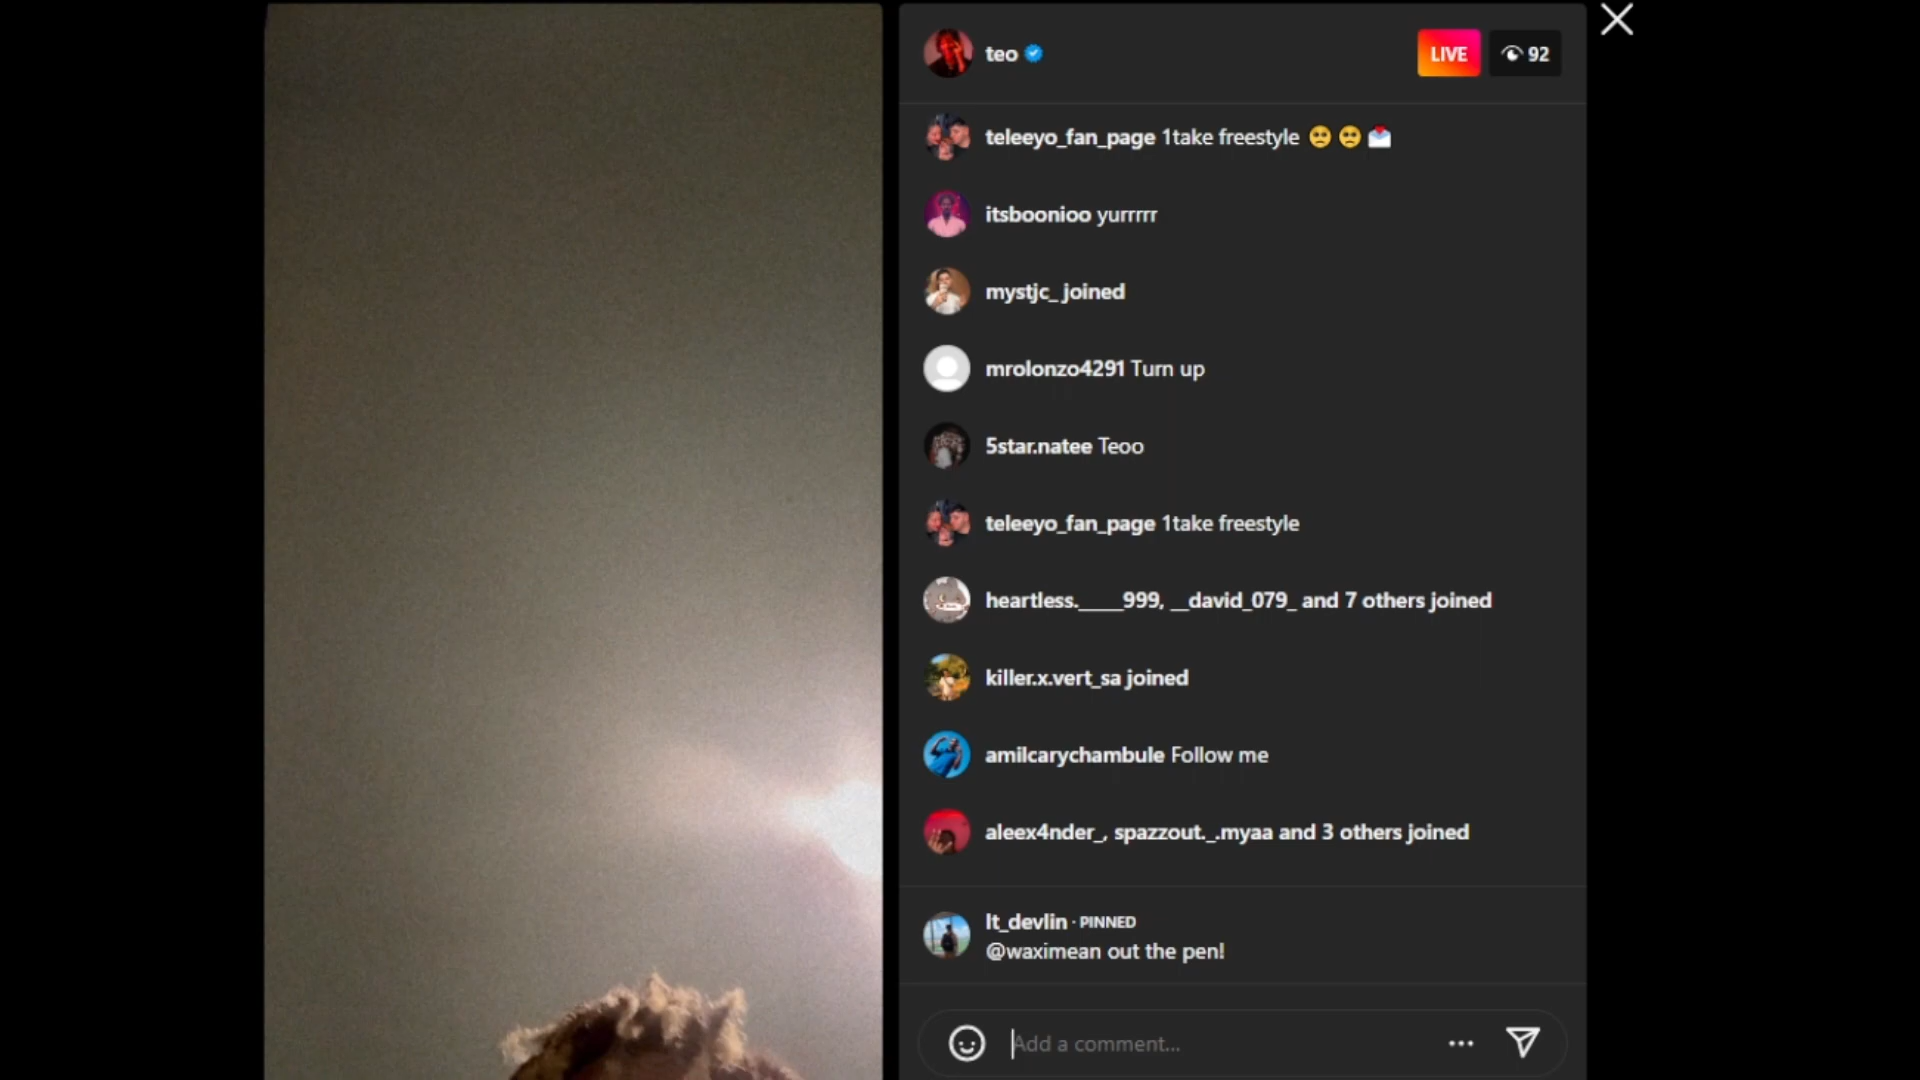 teo
LIVE
92
teleeyo_fan_page 1take freestyle 🥺 🥺 💌
itsboonioo yurrrrr
mystjc_ joined
mrolonzo4291 Turn up
5star.natee Teoo
teleeyo_fan_page 1take freestyle
heartless.____999, __david_079_ and 7 others joined
killer.x.vert_sa joined
amilcarychambule Follow me
aleex4nder_, spazzout._.myaa and 3 others joined
lt_devlin · PINNED
@waximean out the pen!
Add a comment...